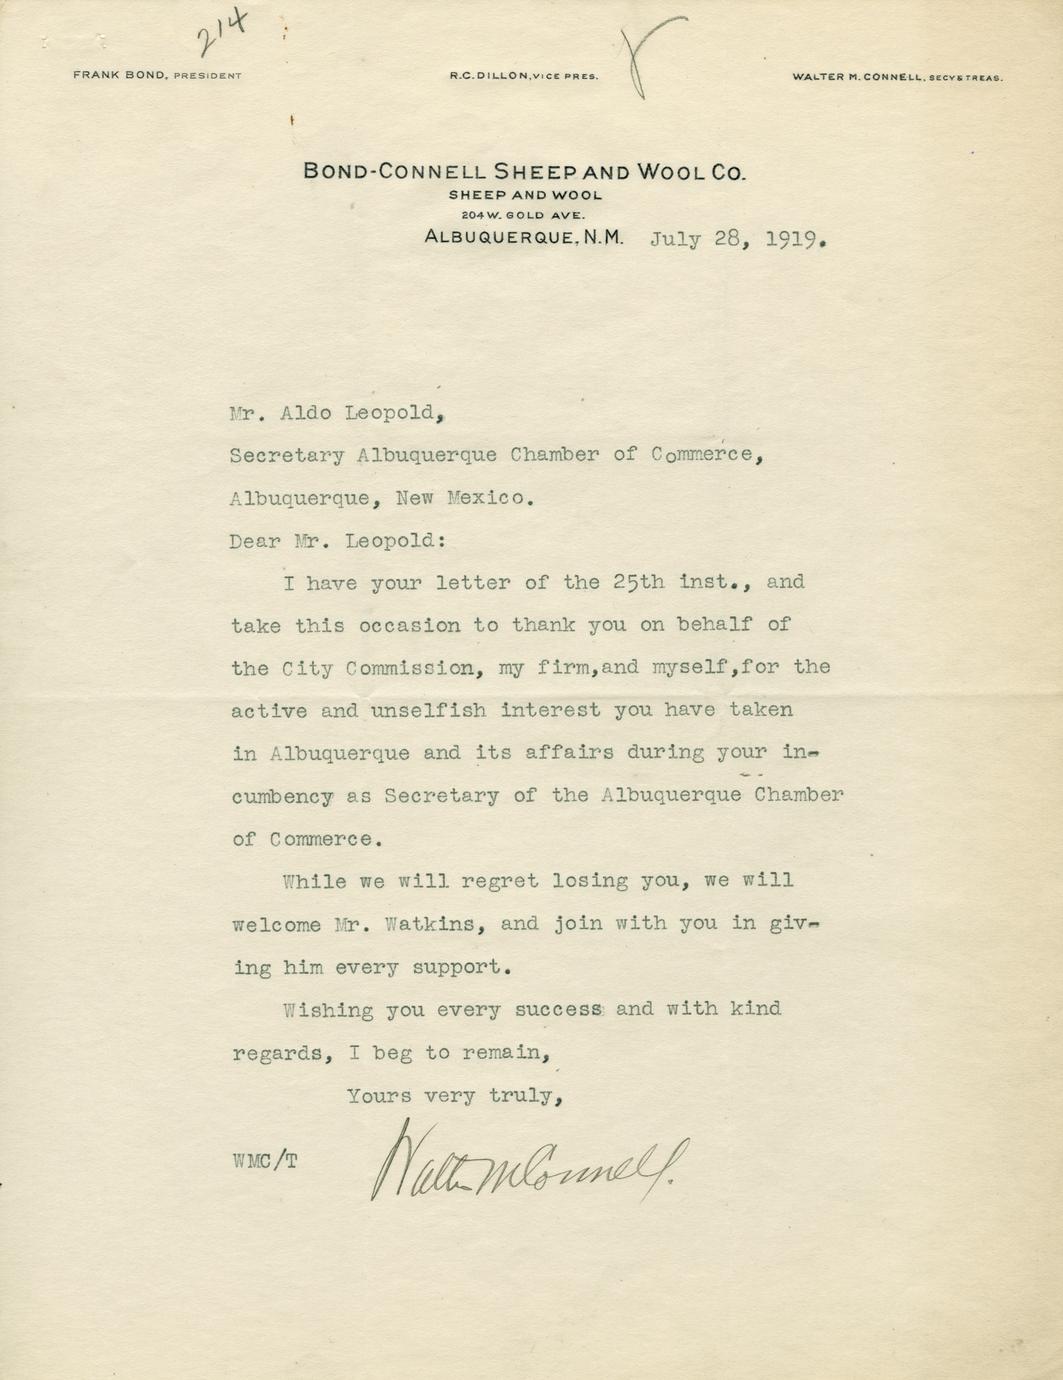 214
FRANK BOND, PRESIDENT R.C. DILLON, VICE PRES. WALTER M. CONNELL, SECY & TREAS.
BOND-CONNELL SHEEP AND WOOL CO.
SHEEP AND WOOL
204 W. GOLD AVE.
ALBUQUERQUE, N.M. July 28, 1919.
Mr. Aldo Leopold,
Secretary Albuquerque Chamber of Commerce,
Albuquerque, New Mexico.
Dear Mr. Leopold:
I have your letter of the 25th inst., and
take this occasion to thank you on behalf of
the City Commission, my firm,and myself,for the
active and unselfish interest you have taken
in Albuquerque and its affairs during your in-
cumbency as Secretary of the Albuquerque Chamber
of Commerce.
While we will regret losing you, we will
welcome Mr. Watkins, and join with you in giv-
ing him every support.
Wishing you every success and with kind
regards, I beg to remain,
Yours very truly,
WMC/T Walter M Connell.